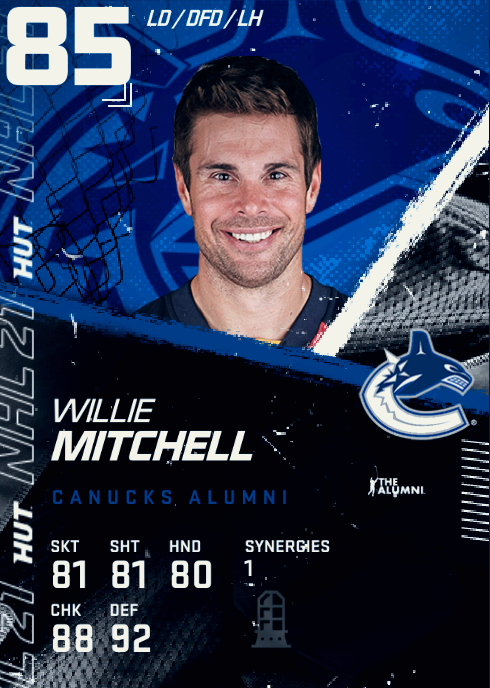 85
LD / DFD / LH
NHL 21 HUT
NHL 21 HUT
WILLIE
MITCHELL
CANUCKS ALUMNI
THE
ALUMNI
SKT SHT HND SYNERGIES
81 81 80 1
CHK DEF
88 92